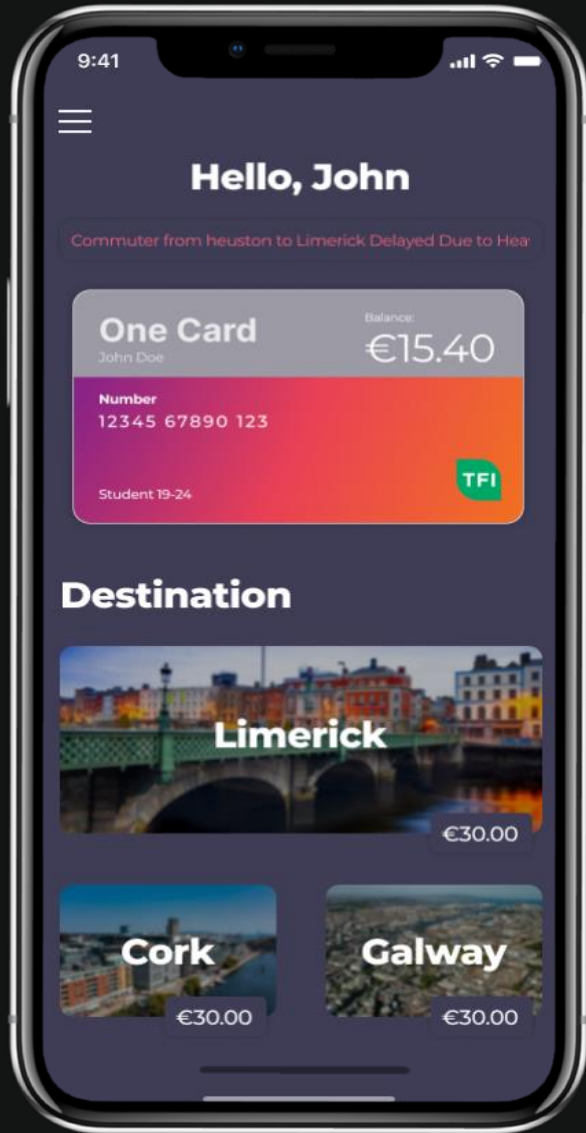 9:41
Hello, John
Commuter from heuston to Limerick Delayed Due to Hea
One Card
John Doe
Balance:
€15.40
Number
12345 67890 123
Student 19-24
TFI
Destination
Limerick
€30.00
Cork
€30.00
Galway
€30.00